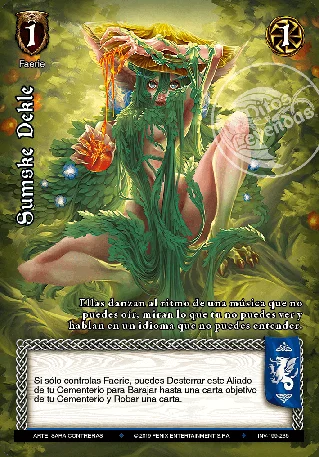 1
1
Faerie
Mitos y
Leyendas
Sumske Dekle
Ellas danzan al ritmo de una música que no
puedes oír, miran lo que tu no puedes ver y
hablan en un idioma que no puedes entender.
Si sólo controlas Faerie, puedes Desterrar este Aliado
de tu Cementerio para Barajar hasta una carta objetivo
de tu Cementerio y Robar una carta.
ARTE: SARA CONTRERAS © 2019 FENIX ENTERTAINMENT SPA